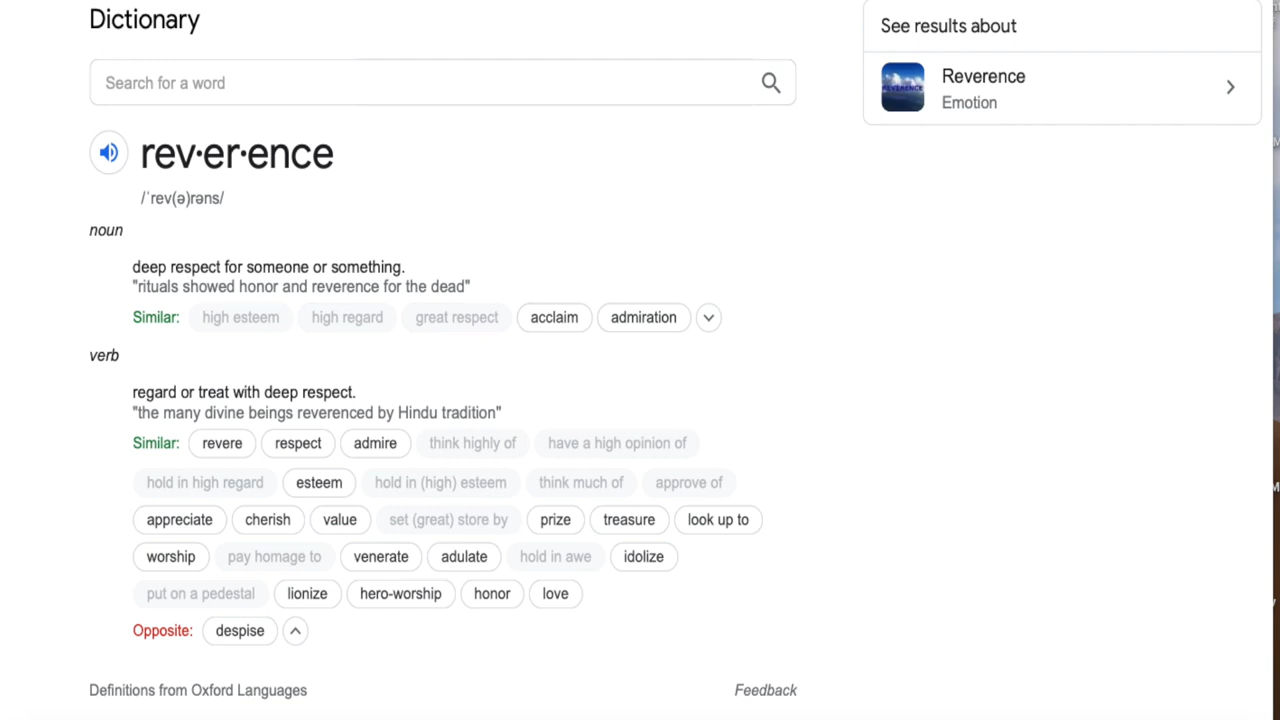 Dictionary
See results about
Search for a word
Reverence
Emotion
REVERENCE
rev·er·ence
/ˈrev(ə)rəns/
noun
deep respect for someone or something.
"rituals showed honor and reverence for the dead"
Similar: high esteem high regard great respect acclaim admiration
verb
regard or treat with deep respect.
"the many divine beings reverenced by Hindu tradition"
Similar: revere respect admire think highly of have a high opinion of
hold in high regard esteem hold in (high) esteem think much of approve of
appreciate cherish value set (great) store by prize treasure look up to
worship pay homage to venerate adulate hold in awe idolize
put on a pedestal lionize hero-worship honor love
Opposite: despise
Definitions from Oxford Languages
Feedback